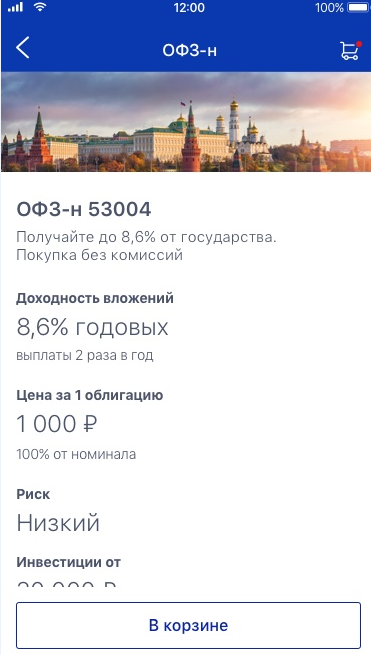 12:00
100%
ОФЗ-н
ОФЗ-н 53004
Получайте до 8,6% от государства.
Покупка без комиссий
Доходность вложений
8,6% годовых
выплаты 2 раза в год
Цена за 1 облигацию
1 000 ₽
100% от номинала
Риск
Низкий
Инвестиции от
В корзине